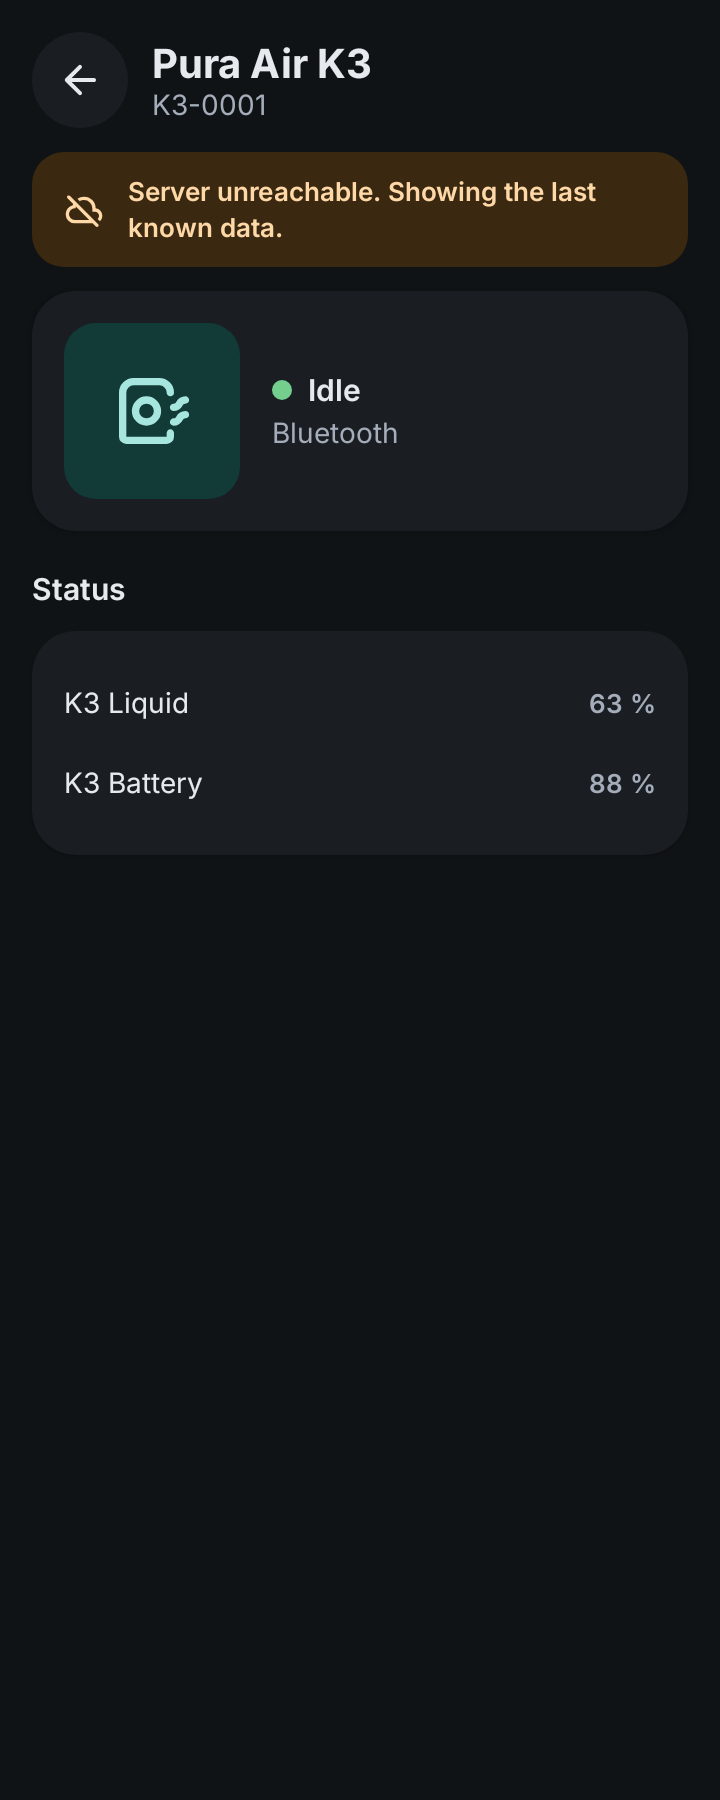 Pura Air K3
K3-0001
Server unreachable. Showing the last
known data.
Idle
Bluetooth
Status
K3 Liquid 63 %
K3 Battery 88 %